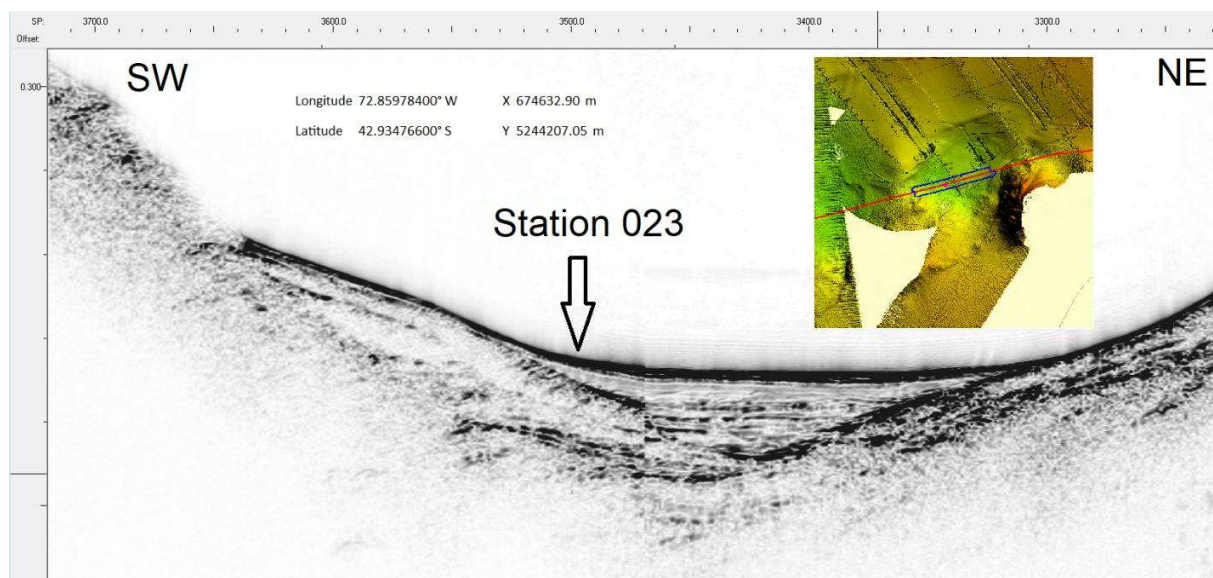 SP: 3700.0 3600.0 3500.0 3400.0 3300.0
Offset:
SW
NE
0.300
Longitude 72.85978400° W X 674632.90 m
Latitude 42.93476600° S Y 5244207.05 m
Station 023